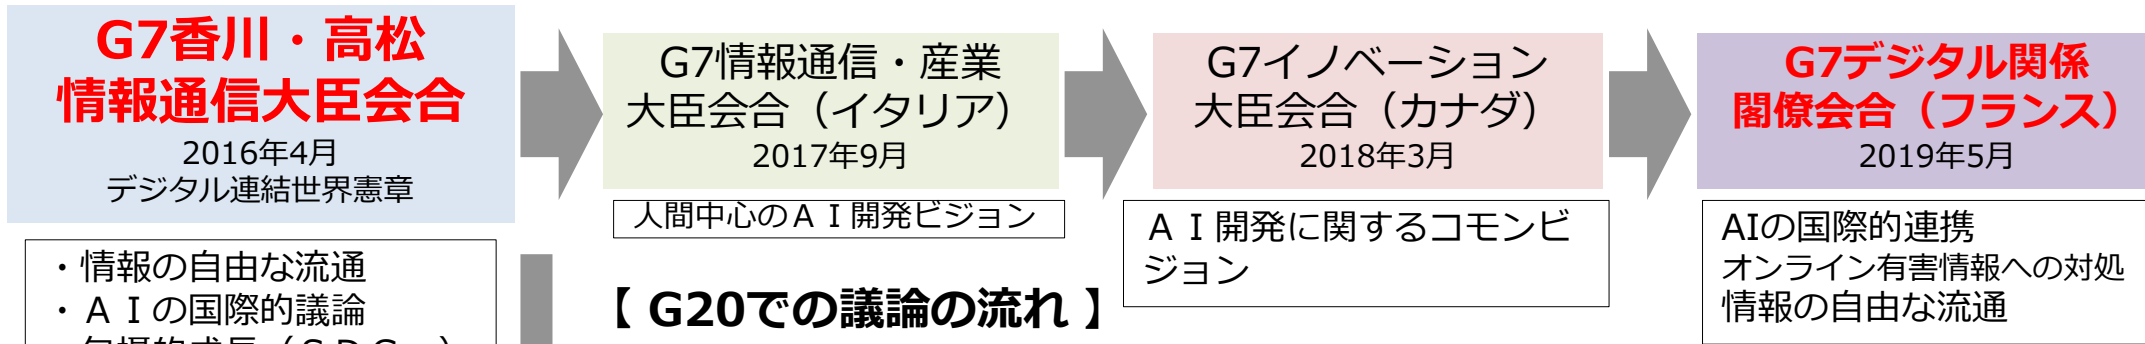 G7香川・高松
情報通信大臣会合
2016年4月
デジタル連結世界憲章
・情報の自由な流通
・ＡＩの国際的議論
G7情報通信・産業
大臣会合（イタリア）
2017年9月
人間中心のＡＩ開発ビジョン
G7イノベーション
大臣会合（カナダ）
2018年3月
ＡＩ開発に関するコモンビ
ジョン
G7デジタル関係
閣僚会合（フランス）
2019年5月
AIの国際的連携
オンライン有害情報への対処
情報の自由な流通
【 G20での議論の流れ 】